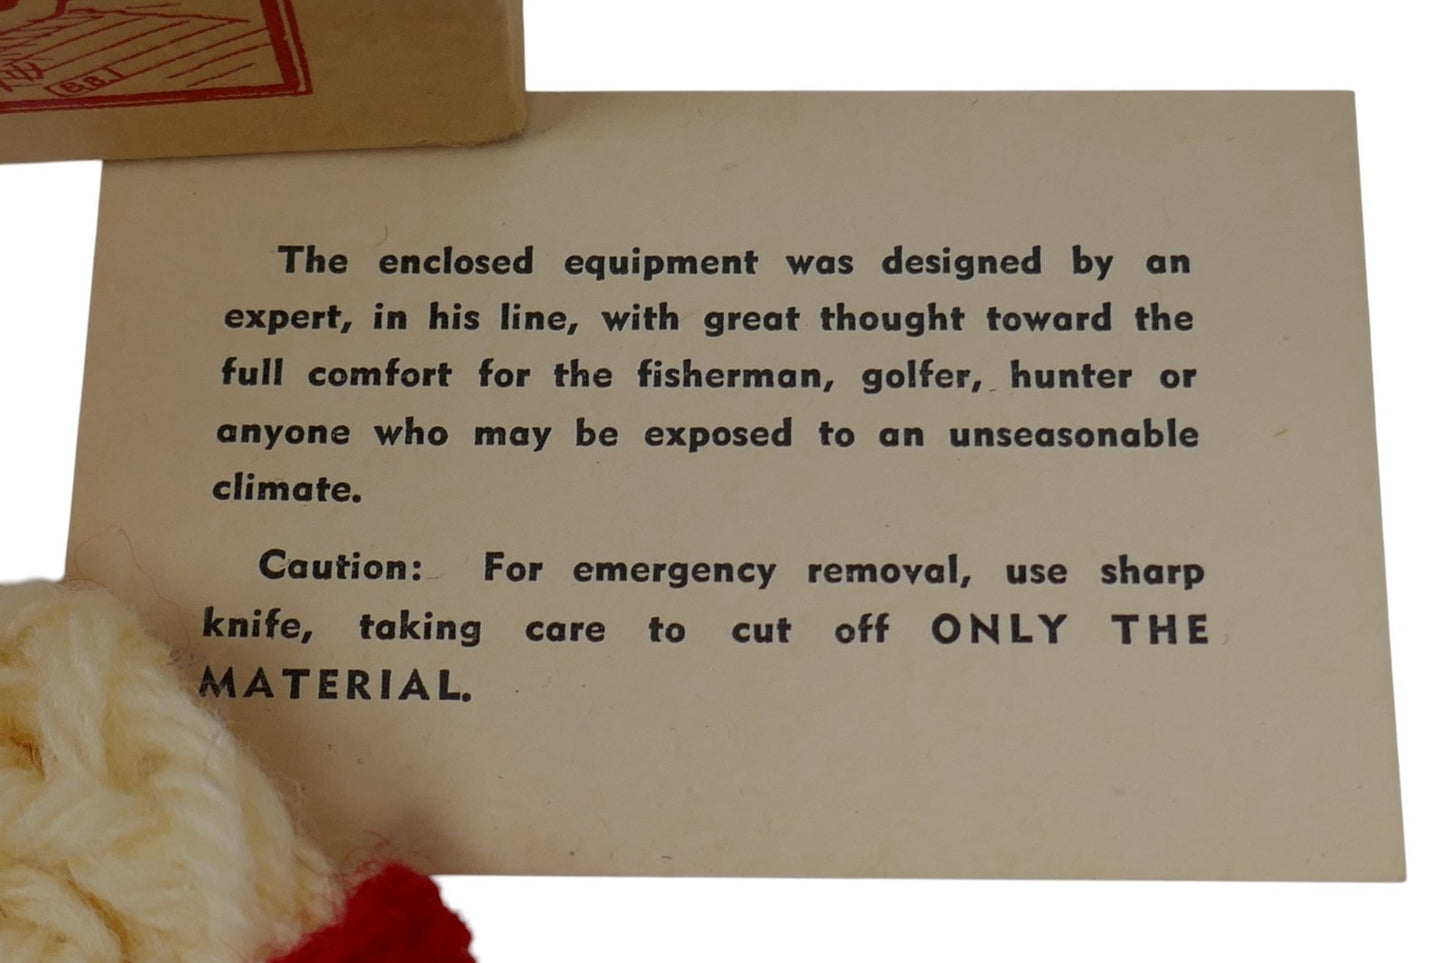 B.B.
The enclosed equipment was designed by an
expert, in his line, with great thought toward the
full comfort for the fisherman, golfer, hunter or
anyone who may be exposed to an unseasonable
climate.
Caution: For emergency removal, use sharp
knife, taking care to cut off ONLY THE
MATERIAL.